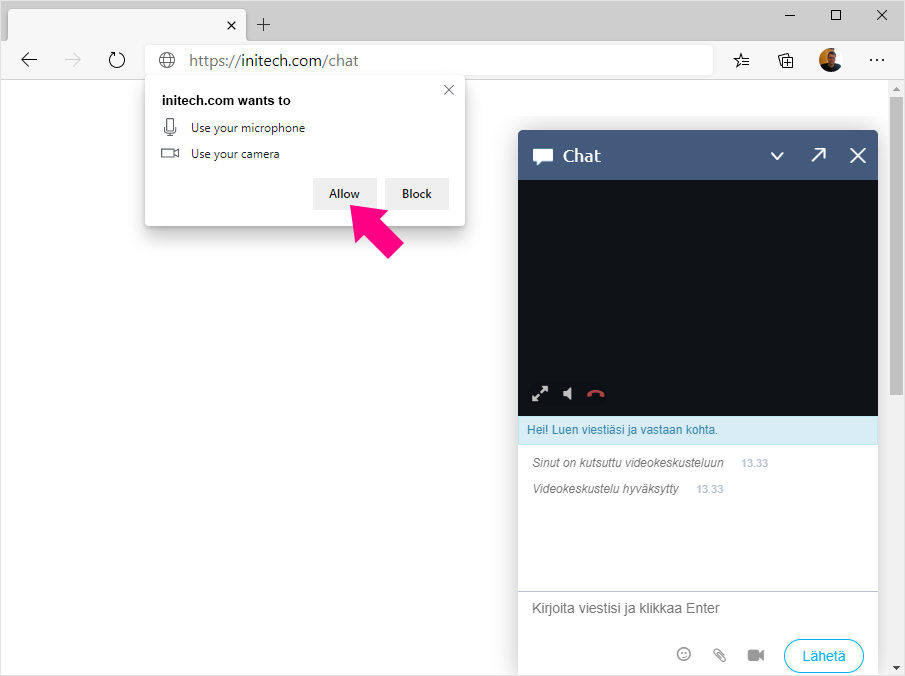 https://initech.com/chat
initech.com wants to
Use your microphone
Use your camera
Allow
Block
Chat
Hei! Luen viestiäsi ja vastaan kohta.
Sinut on kutsuttu videokeskusteluun 13.33
Videokeskustelu hyväksytty 13.33
Kirjoita viestisi ja klikkaa Enter
Lähetä